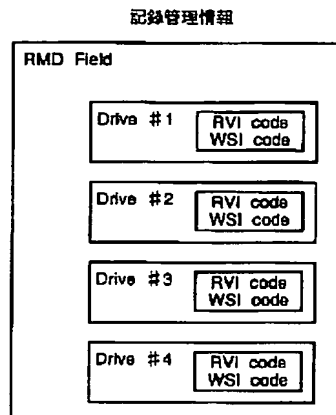 記録管理情報
RMD Field
Drive #1
RVI code
WSI code
Drive #2
RVI code
WSI code
Drive #3
RVI code
WSI code
Drive #4
RVI code
WSI code